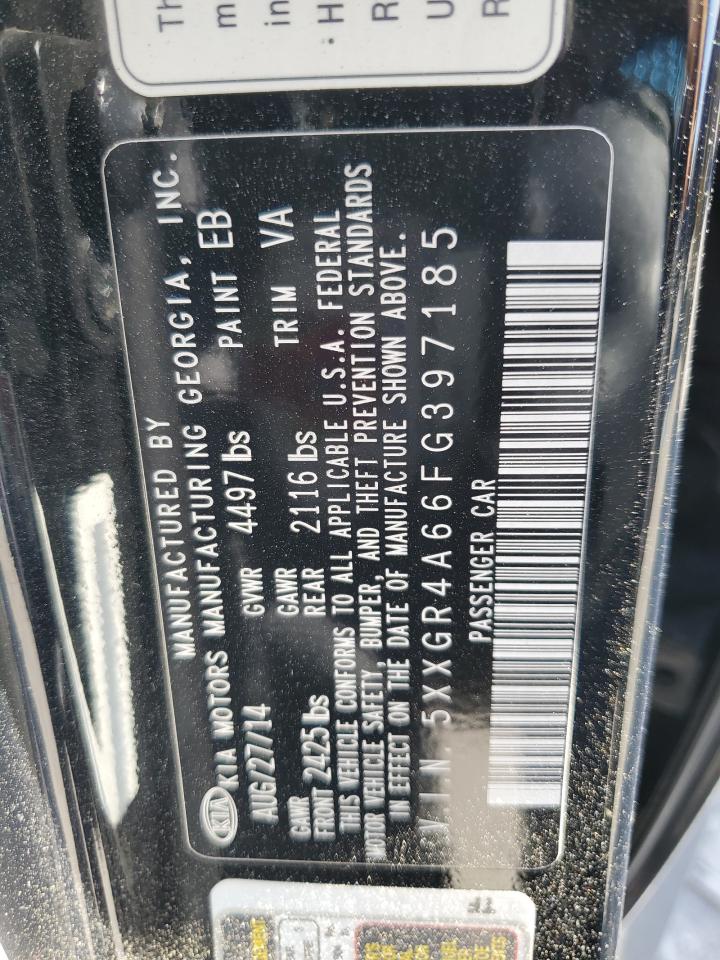 MANUFACTURED BY
KIA KIA MOTORS MANUFACTURING GEORGIA, INC.
AUG/27/14 GVWR 4497 lbs PAINT EB
GAWR FRONT 2425 lbs GAWR REAR 2116 lbs TRIM VA
THIS VEHICLE CONFORMS TO ALL APPLICABLE U.S.A. FEDERAL
MOTOR VEHICLE SAFETY, BUMPER, AND THEFT PREVENTION STANDARDS
IN EFFECT ON THE DATE OF MANUFACTURE SHOWN ABOVE.
V I N. 5XXGR4A66FG397185
PASSENGER CAR
TF